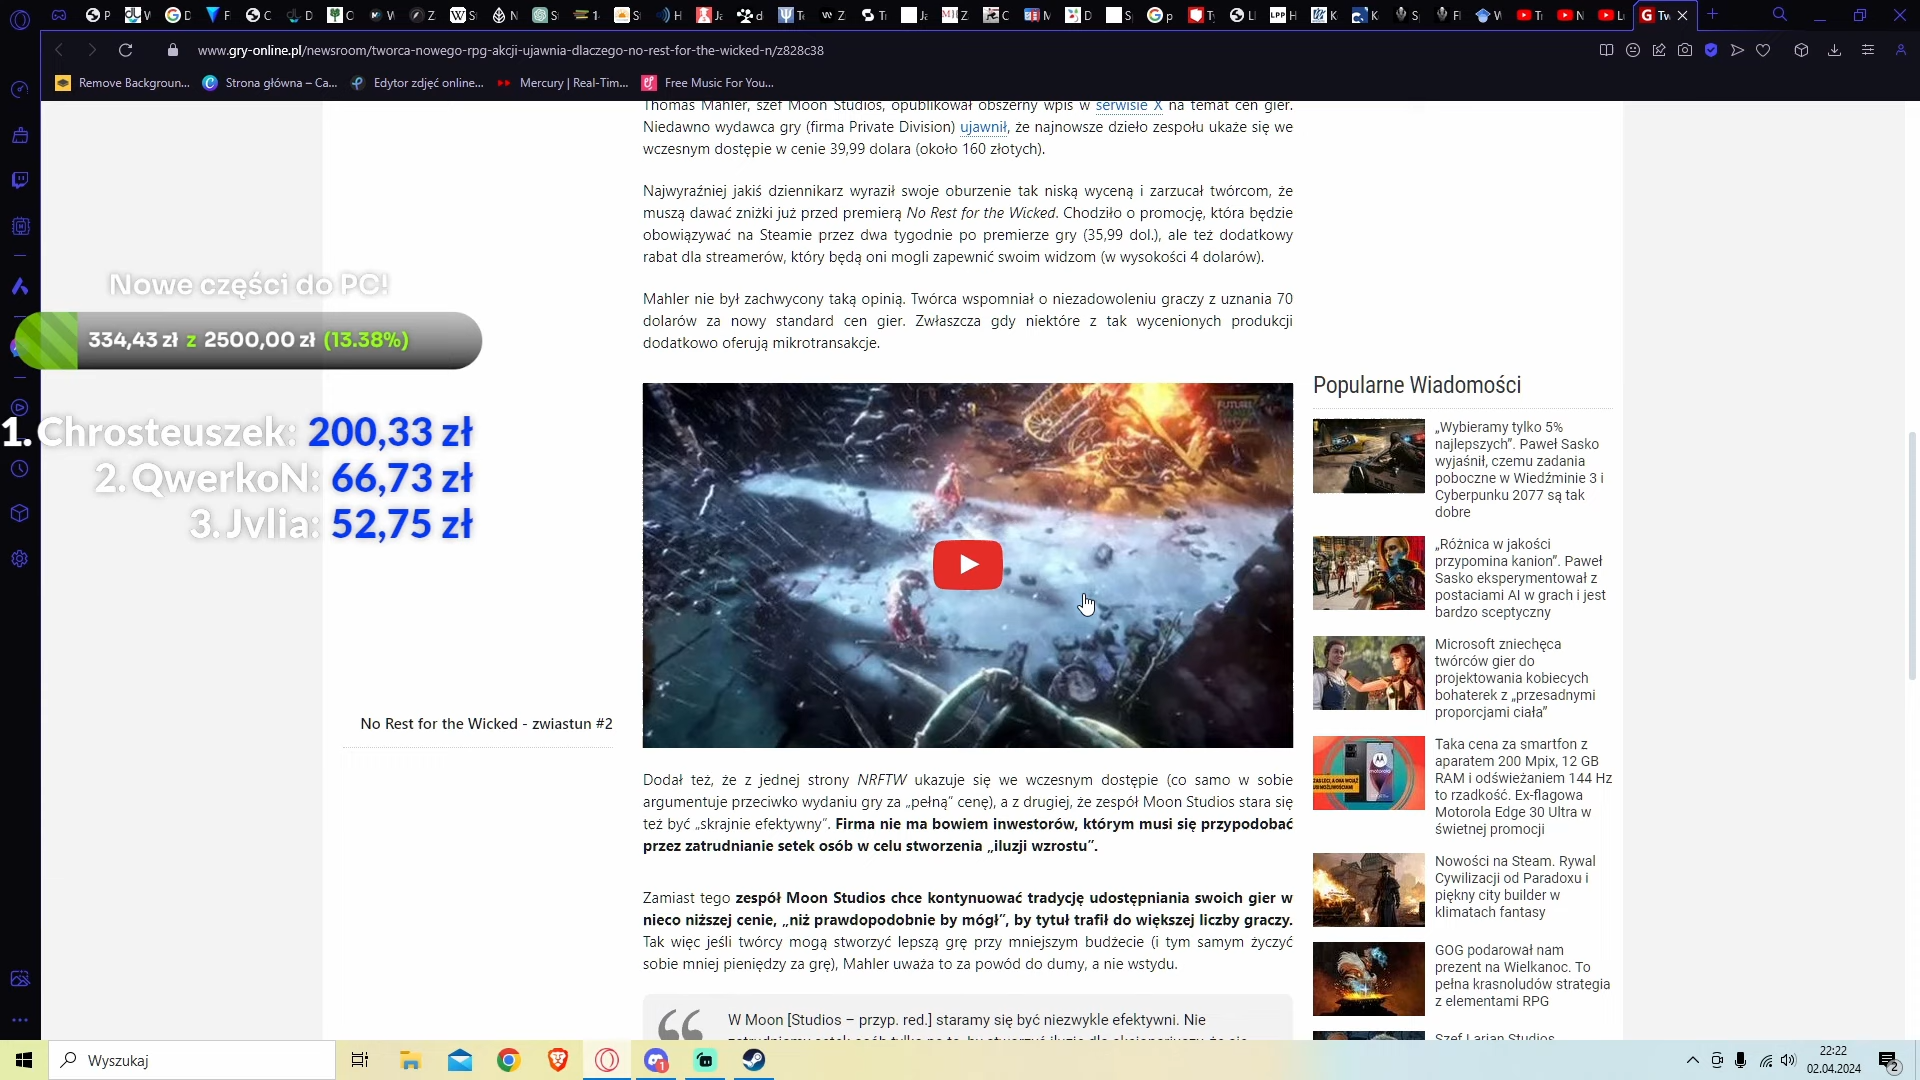 www.gry-online.pl/newsroom/tworca-nowego-rpg-akcji-ujawnia-dlaczego-no-rest-for-the-wicked-n/z828c38
Remove Backgroun...
Strona główna – Ca...
Edytor zdjęć online...
Mercury | Real-Tim...
Free Music For You...
Thomas Mahler, szef Moon Studios, opublikował obszerny wpis w serwisie X na temat cen gier.
Niedawno wydawca gry (firma Private Division) ujawnił, że najnowsze dzieło zespołu ukaże się we
wczesnym dostępie w cenie 39,99 dolara (około 160 złotych).
Najwyraźniej jakiś dziennikarz wyraził swoje oburzenie tak niską wyceną i zarzucał twórcom, że
muszą dawać zniżki już przed premierą No Rest for the Wicked. Chodziło o promocję, która będzie
obowiązywać na Steamie przez dwa tygodnie po premierze gry (35,99 dol.), ale też dodatkowy
rabat dla streamerów, który będą oni mogli zapewnić swoim widzom (w wysokości 4 dolarów).
Mahler nie był zachwycony taką opinią. Twórca wspomniał o niezadowoleniu graczy z uznania 70
dolarów za nowy standard cen gier. Zwłaszcza gdy niektóre z tak wycenionych produkcji
dodatkowo oferują mikrotransakcje.
Nowe części do PC!
334,43 zł z 2500,00 zł (13.38%)
1. Chrosteuszek: 200,33 zł
2. QwerkoN: 66,73 zł
3. Jvlia: 52,75 zł
No Rest for the Wicked - zwiastun #2
Dodał też, że z jednej strony NRFTW ukazuje się we wczesnym dostępie (co samo w sobie
argumentuje przeciwko wydaniu gry za „pełną” cenę), a z drugiej, że zespół Moon Studios stara się
też być „skrajnie efektywny”. Firma nie ma bowiem inwestorów, którym musi się przypodobać
przez zatrudnianie setek osób w celu stworzenia „iluzji wzrostu”.
Zamiast tego zespół Moon Studios chce kontynuować tradycję udostępniania swoich gier w
nieco niższej cenie, „niż prawdopodobnie by mógł”, by tytuł trafił do większej liczby graczy.
Tak więc jeśli twórcy mogą stworzyć lepszą grę przy mniejszym budżecie (i tym samym życzyć
sobie mniej pieniędzy za grę), Mahler uważa to za powód do dumy, a nie wstydu.
W Moon [Studios – przyp. red.] staramy się być niezwykle efektywni. Nie
Popularne Wiadomości
„Wybieramy tylko 5%
najlepszych”. Paweł Sasko
wyjaśnił, czemu zadania
poboczne w Wiedźminie 3 i
Cyberpunku 2077 są tak
dobre
„Różnica w jakości
przypomina kanion”. Paweł
Sasko eksperymentował z
postaciami AI w grach i jest
bardzo sceptyczny
Microsoft zniechęca
twórców gier do
projektowania kobiecych
bohaterek z „przesadnymi
proporcjami ciała”
Taka cena za smartfon z
aparatem 200 Mpix, 12 GB
RAM i odświeżaniem 144 Hz
to rzadkość. Ex-flagowa
Motorola Edge 30 Ultra w
świetnej promocji
Nowości na Steam. Rywal
Cywilizacji od Paradoxu i
piękny city builder w
klimatach fantasy
GOG podarował nam
prezent na Wielkanoc. To
pełna krasnoludów strategia
z elementami RPG
Szef Larian Studios
Wyszukaj
22:22
02.04.2024
2